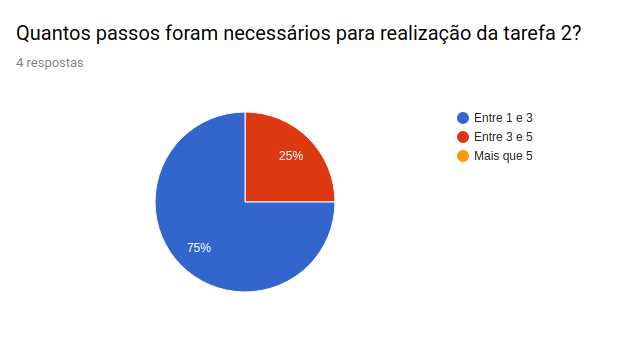 Quantos passos foram necessários para realização da tarefa 2?
4 respostas
Entre 1 e 3
Entre 3 e 5
Mais que 5
25%
75%